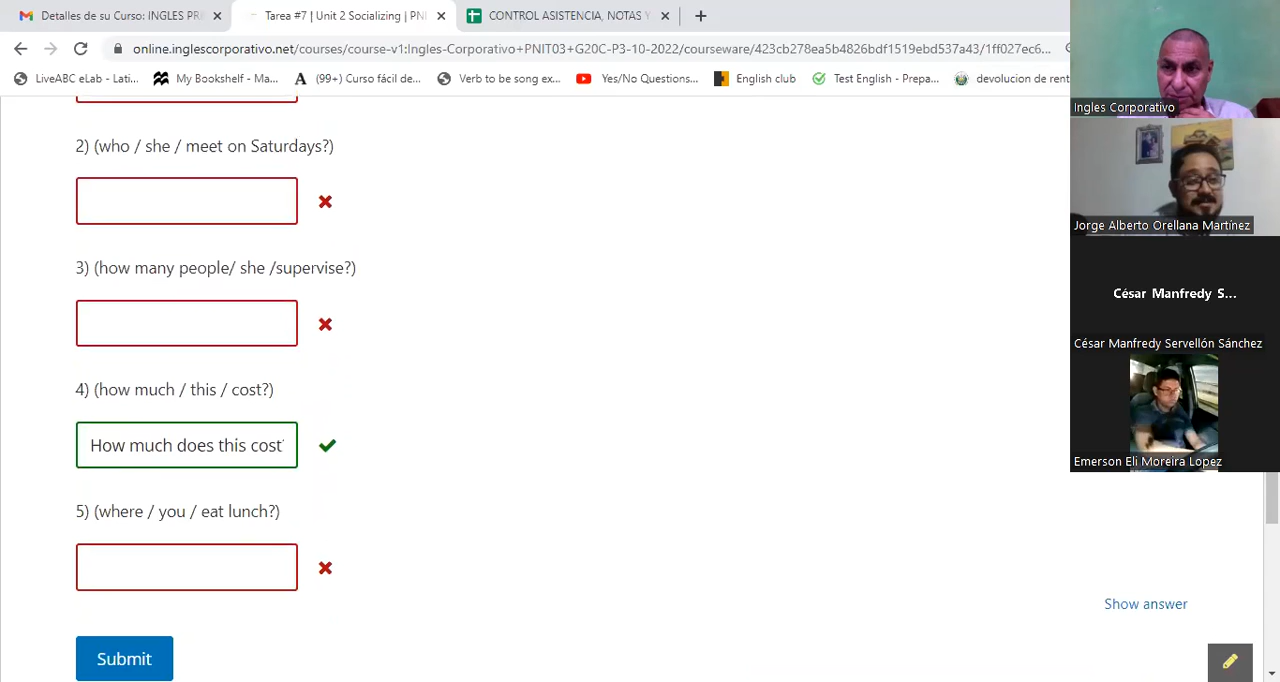 Detalles de su Curso: INGLES PRI
Tarea #7 | Unit 2 Socializing | PNI
CONTROL ASISTENCIA, NOTAS Y
online.inglescorporativo.net/courses/course-v1:Ingles-Corporativo+PNIT03+G20C-P3-10-2022/courseware/423cb278ea5b4826bdf1519ebd537a43/1ff027ec6...
LiveABC eLab - Lati...
My Bookshelf - Ma...
(99+) Curso fácil de...
Verb to be song ex...
Yes/No Questions...
English club
Test English - Prepa...
devolucion de rent
Ingles Corporativo
2) (who / she / meet on Saturdays?)
Jorge Alberto Orellana Martínez
3) (how many people/ she /supervise?)
César Manfredy S...
César Manfredy Servellón Sánchez
4) (how much / this / cost?)
How much does this cost?
Emerson Eli Moreira Lopez
5) (where / you / eat lunch?)
Show answer
Submit